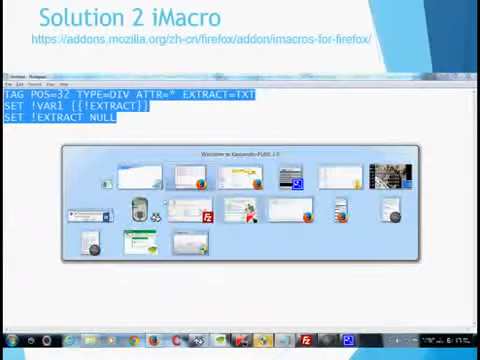 Solution 2 iMacro
https://addons.mozilla.org/zh-cn/firefox/addon/imacros-for-firefox/
TAG POS=32 TYPE=DIV ATTR=* EXTRACT=TXT
SET !VAR1 {{!EXTRACT}}
SET !EXTRACT NULL